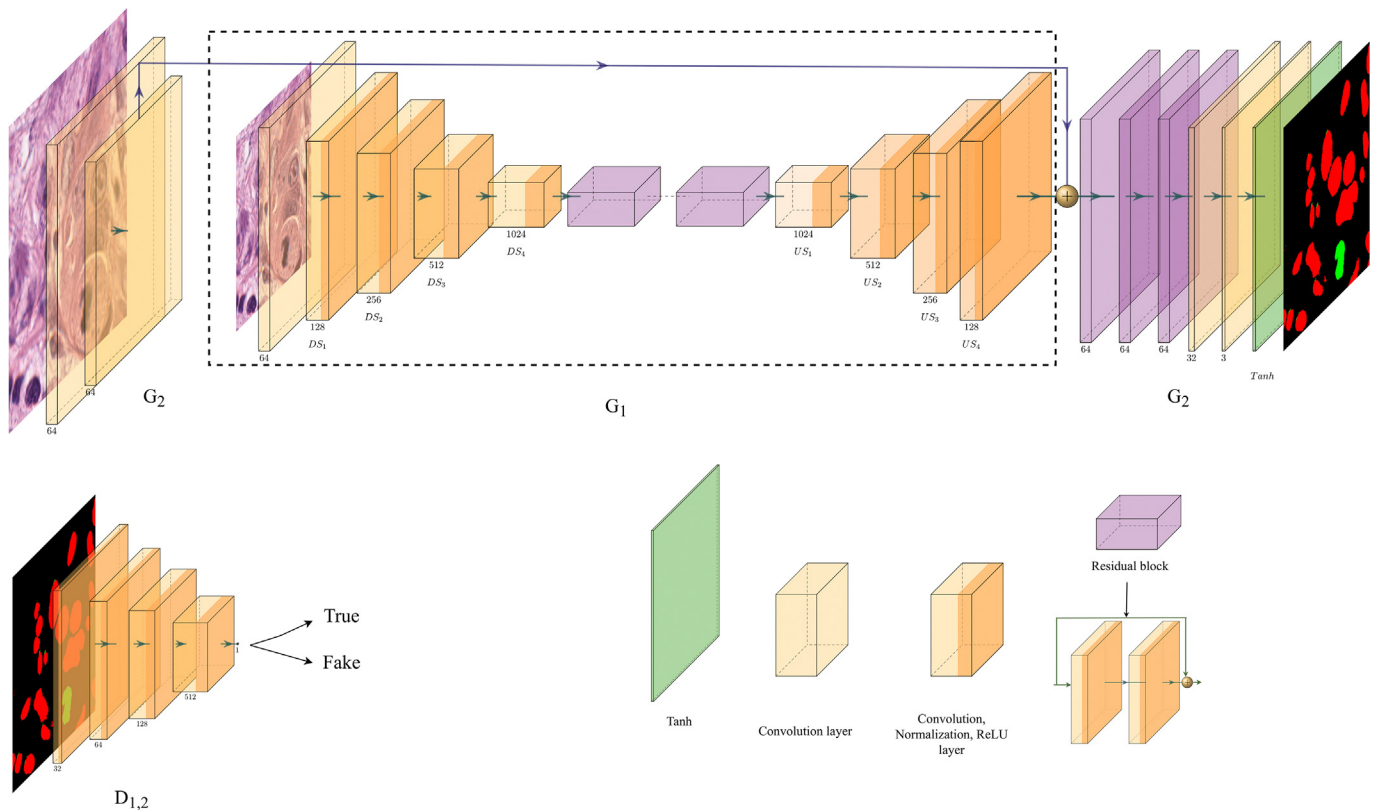 64
64
G2
64
128
DS1
256
DS2
512
DS3
1024
DS4
1024
US1
512
US2
256
US3
128
US4
G1
+
64
64
64
32
3
Tanh
G2
32
64
128
512
1
True
Fake
D1,2
Tanh
Convolution layer
Convolution,
Normalization, ReLU
layer
Residual block
+